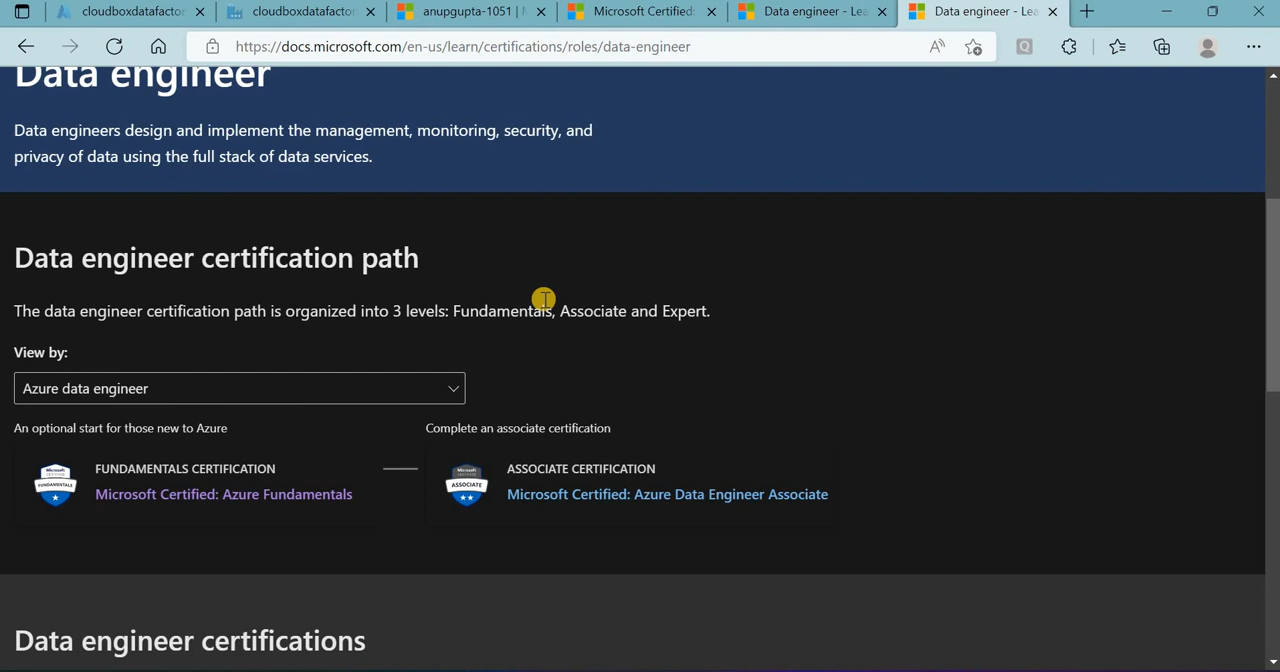 cloudboxdatafactor
cloudboxdatafactor
anupgupta-1051 |
Microsoft Certified:
Data engineer - Lea
Data engineer - Lea
https://docs.microsoft.com/en-us/learn/certifications/roles/data-engineer
Data engineer
Data engineers design and implement the management, monitoring, security, and
privacy of data using the full stack of data services.
Data engineer certification path
The data engineer certification path is organized into 3 levels: Fundamentals, Associate and Expert.
View by:
Azure data engineer
An optional start for those new to Azure
Complete an associate certification
FUNDAMENTALS
FUNDAMENTALS CERTIFICATION
Microsoft Certified: Azure Fundamentals
ASSOCIATE
ASSOCIATE CERTIFICATION
Microsoft Certified: Azure Data Engineer Associate
Data engineer certifications